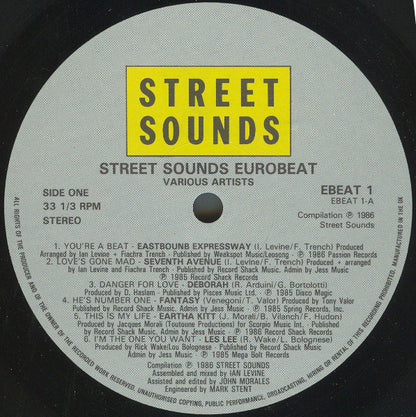 STREET
SOUNDS
STREET SOUNDS EUROBEAT
VARIOUS ARTISTS
SIDE ONE
33 1/3 RPM
STEREO
EBEAT 1
EBEAT 1-A
Compilation ℗ 1986
Street Sounds
1. YOU'RE A BEAT - EASTBOUND EXPRESSWAY (I. Levine/F. Trench) Produced
and Arranged by Ian Levine + Fiachra Trench - Published by Weakspot Music/Leosong - ℗ 1986 Passion Records
2. LOVE'S GONE MAD - SEVENTH AVENUE (I. Levine/F. Trench) Produced + arranged
by Ian Levine and Fiachra Trench - Published by Record Shack Music. Admin by Jess Music
℗ 1985 Record Shack Records
3. DANGER FOR LOVE - DEBORAH (R. Arduini/G. Bortolotti)
Produced by D. Raslani - Published by Pisces Music Ltd. - ℗ 1985 Disco Magic
4. HE'S NUMBER ONE - FANTASY (Venegoni/T. Valor) Produced by Tony Valor
Published by Record Shack Music, Admin by Jess Music - ℗ 1985 Spring Records, Inc.
5. THIS IS MY LIFE - EARTHA KITT (J. Morali/B. Vilanch/F. Hudson)
Produced by Jacques Morali (Toutoune Productions) for Scorpio Music Int. - Published by
Record Shack Music, Admin by Jess Music - ℗ 1986 Record Shack Records
6. I'M THE ONE YOU WANT - LES LEE (R. Wake/L. Bolognese)
Produced by Rick Wake/Lou Bolognese - Published by Record Shack Music,
Admin by Jess Music - ℗ 1985 Mega Bolt Records
Compilation ℗ 1986 STREET SOUNDS
Assembled and mixed by IAN LEVINE
Assisted and edited by JOHN MORALES
Engineered by MARK STENT
ALL RIGHTS OF THE PRODUCER AND OF THE OWNER OF THE RECORDED WORK RESERVED. UNAUTHORISED COPYING, PUBLIC PERFORMANCE, BROADCASTING, HIRING OR RENTAL OF THIS RECORDING PROHIBITED. MADE IN UK